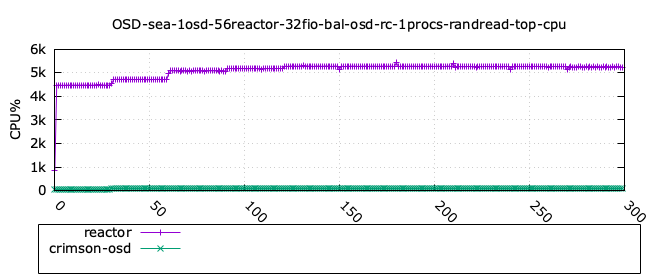 OSD-sea-1osd-56reactor-32fio-bal-osd-rc-1procs-randread-top-cpu
CPU%
6k
5k
4k
3k
2k
1k
0
0
50
100
150
200
250
300
reactor
crimson-osd